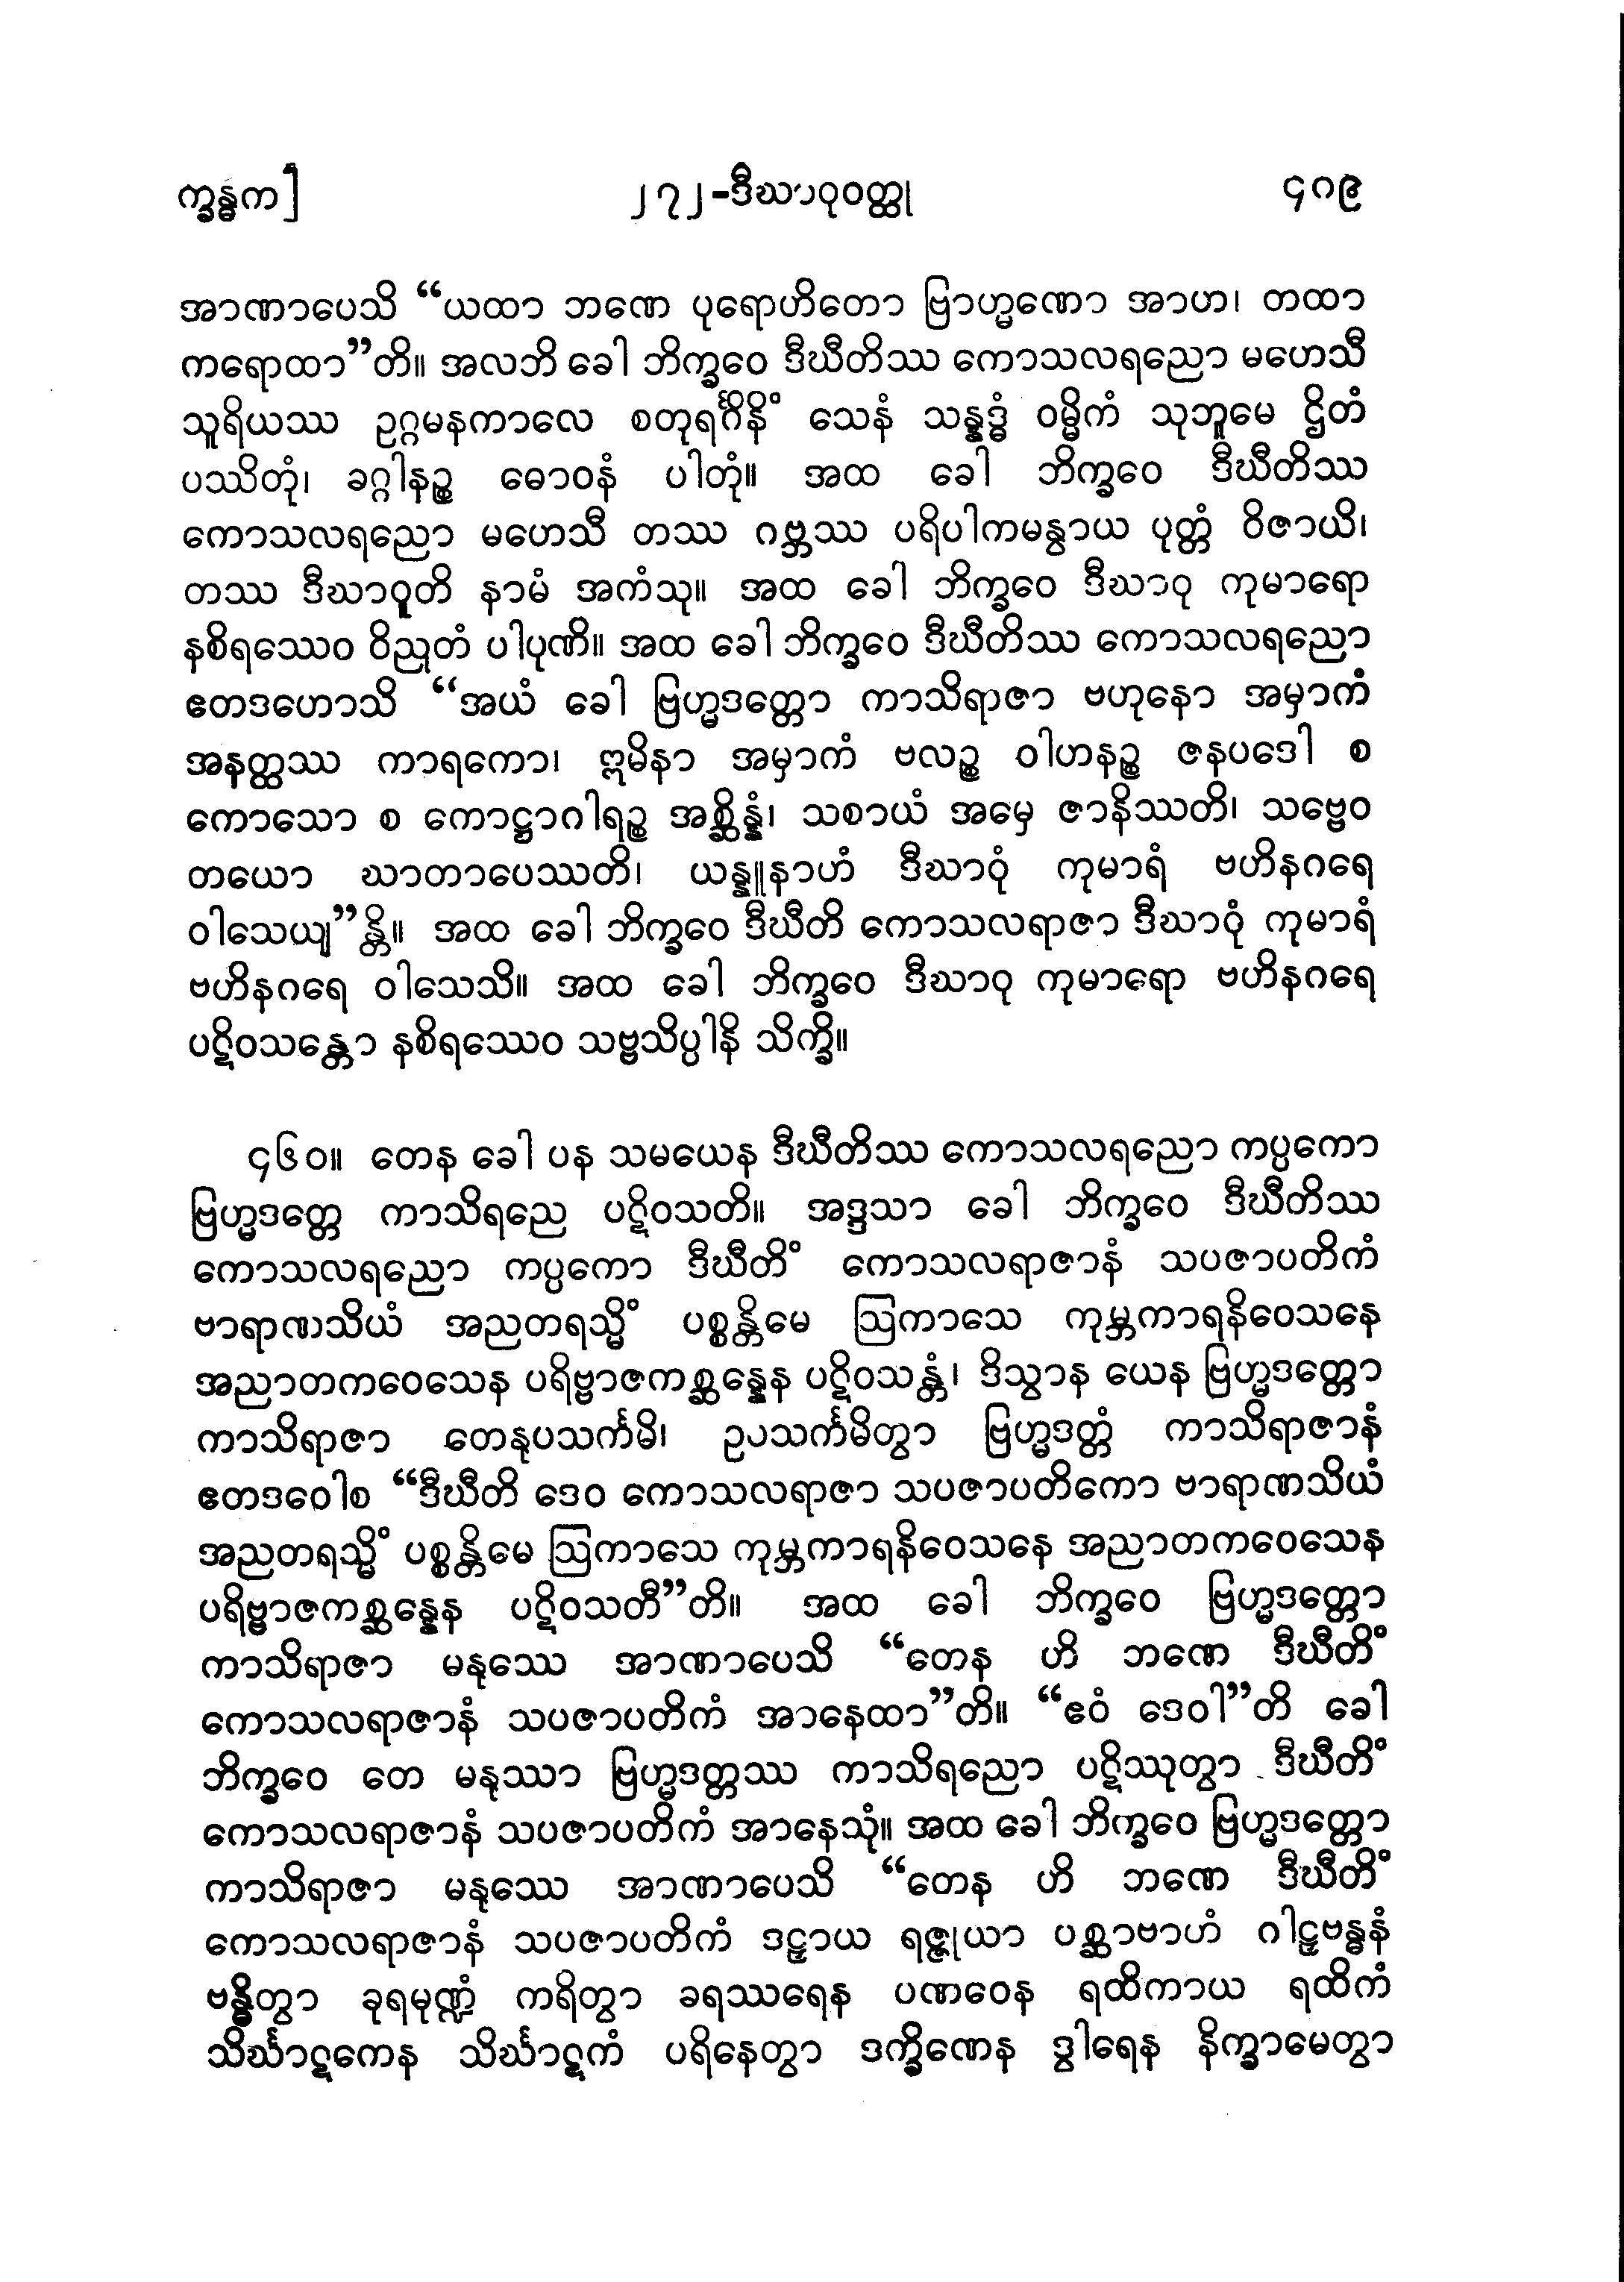 က္ခန္ဓက]
၂၇၂-ဒီဃာဝုဝတ္ထု
၄၀၉
အာဏာပေသိ “ယထာ ဘဏေ ပုရောဟိတော ဗြာဟ္မဏော အာဟ၊ တထာ
ကရောထာ”တိ။ အလဘိ ခေါ ဘိက္ခဝေ ဒီဃီတိဿ ကောသလရညော မဟေသီ
သူရိယဿ ဥဂ္ဂမနကာလေ စတုရင်္ဂိနိံ သေနံ သန္နဒ္ဓံ ဝမ္မိကံ သုဘူမေ ဌိတံ
ပဿိတုံ၊ ခဂ္ဂါနဉ္စ ဓောဝနံ ပါတုံ။ အထ ခေါ ဘိက္ခဝေ ဒီဃီတိဿ
ကောသလရညော မဟေသီ တဿ ဂဗ္ဘဿ ပရိပါကမန္ဝာယ ပုတ္တံ ဝိဇာယိ၊
တဿ ဒီဃာဝူတိ နာမံ အကံသု။ အထ ခေါ ဘိက္ခဝေ ဒီဃာဝု ကုမာရော
နစိရဿေဝ ဝိညုတံ ပါပုဏိ။ အထ ခေါ ဘိက္ခဝေ ဒီဃီတိဿ ကောသလရညော
ဧတဒဟောသိ “အယံ ခေါ ဗြဟ္မဒတ္တော ကာသိရာဇာ ဗဟုနော အမှာကံ
အနတ္ထဿ ကာရကော၊ ဣမိနာ အမှာကံ ဗလဉ္စ ဝါဟနဉ္စ ဇနပဒေါ စ
ကောသော စ ကောဋ္ဌာဂါရဉ္စ အစ္ဆိန္နံ၊ သစာယံ အမှေ ဇာနိဿတိ၊ သဗ္ဗေဝ
တယော ဃာတာပေဿတိ၊ ယန္နူနာဟံ ဒီဃာဝုံ ကုမာရံ ဗဟိနဂရေ
ဝါသေယျ”န္တိ။ အထ ခေါ ဘိက္ခဝေ ဒီဃီတိ ကောသလရာဇာ ဒီဃာဝုံ ကုမာရံ
ဗဟိနဂရေ ဝါသေသိ။ အထ ခေါ ဘိက္ခဝေ ဒီဃာဝု ကုမာရော ဗဟိနဂရေ
ပဋိဝသန္တော နစိရဿေဝ သဗ္ဗသိပ္ပါနိ သိက္ခိ။
၄၆၀။ တေန ခေါ ပန သမယေန ဒီဃီတိဿ ကောသလရညော ကပ္ပကော
ဗြဟ္မဒတ္တေ ကာသိရညေ ပဋိဝသတိ။ အဒ္ဒသာ ခေါ ဘိက္ခဝေ ဒီဃီတိဿ
ကောသလရညော ကပ္ပကော ဒီဃီတိံ ကောသလရာဇာနံ သပဇာပတိကံ
ဗာရာဏသိယံ အညတရသ္မိံ ပစ္စန္တိမေ ဩကာသေ ကုမ္ဘကာရနိဝေသနေ
အညာတကဝေသေန ပရိဗ္ဗာဇကစ္ဆန္နေန ပဋိဝသန္တံ၊ ဒိသွာန ယေန ဗြဟ္မဒတ္တော
ကာသိရာဇာ တေနုပသင်္ကမိ၊ ဥပသင်္ကမိတွာ ဗြဟ္မဒတ္တံ ကာသိရာဇာနံ
ဧတဒဝေါစ “ဒီဃီတိ ဒေဝ ကောသလရာဇာ သပဇာပတိကော ဗာရာဏသိယံ
အညတရသ္မိံ ပစ္စန္တိမေ ဩကာသေ ကုမ္ဘကာရနိဝေသနေ အညာတကဝေသေန
ပရိဗ္ဗာဇကစ္ဆန္နေန ပဋိဝသတီ”တိ။ အထ ခေါ ဘိက္ခဝေ ဗြဟ္မဒတ္တော
ကာသိရာဇာ မနုဿေ အာဏာပေသိ “တေန ဟိ ဘဏေ ဒီဃီတိံ
ကောသလရာဇာနံ သပဇာပတိကံ အာနေထာ”တိ။ “ဧဝံ ဒေဝါ”တိ ခေါ
ဘိက္ခဝေ တေ မနုဿာ ဗြဟ္မဒတ္တဿ ကာသိရညော ပဋိဿုတွာ ဒီဃီတိံ
ကောသလရာဇာနံ သပဇာပတိကံ အာနေသုံ။ အထ ခေါ ဘိက္ခဝေ ဗြဟ္မဒတ္တော
ကာသိရာဇာ မနုဿေ အာဏာပေသိ “တေန ဟိ ဘဏေ ဒီဃီတိံ
ကောသလရာဇာနံ သပဇာပတိကံ ဒဠှာယ ရဇ္ဇုယာ ပစ္ဆာဗာဟံ ဂါဠှဗန္ဓနံ
ဗန္ဓိတွာ ခုရမုဏ္ဍံ ကရိတွာ ခရဿရေန ပဏဝေန ရထိကာယ ရထိကံ
သိင်္ဃာဋကေန သိင်္ဃာဋကံ ပရိနေတွာ ဒက္ခိဏေန ဒွါရေန နိက္ခာမေတွာ